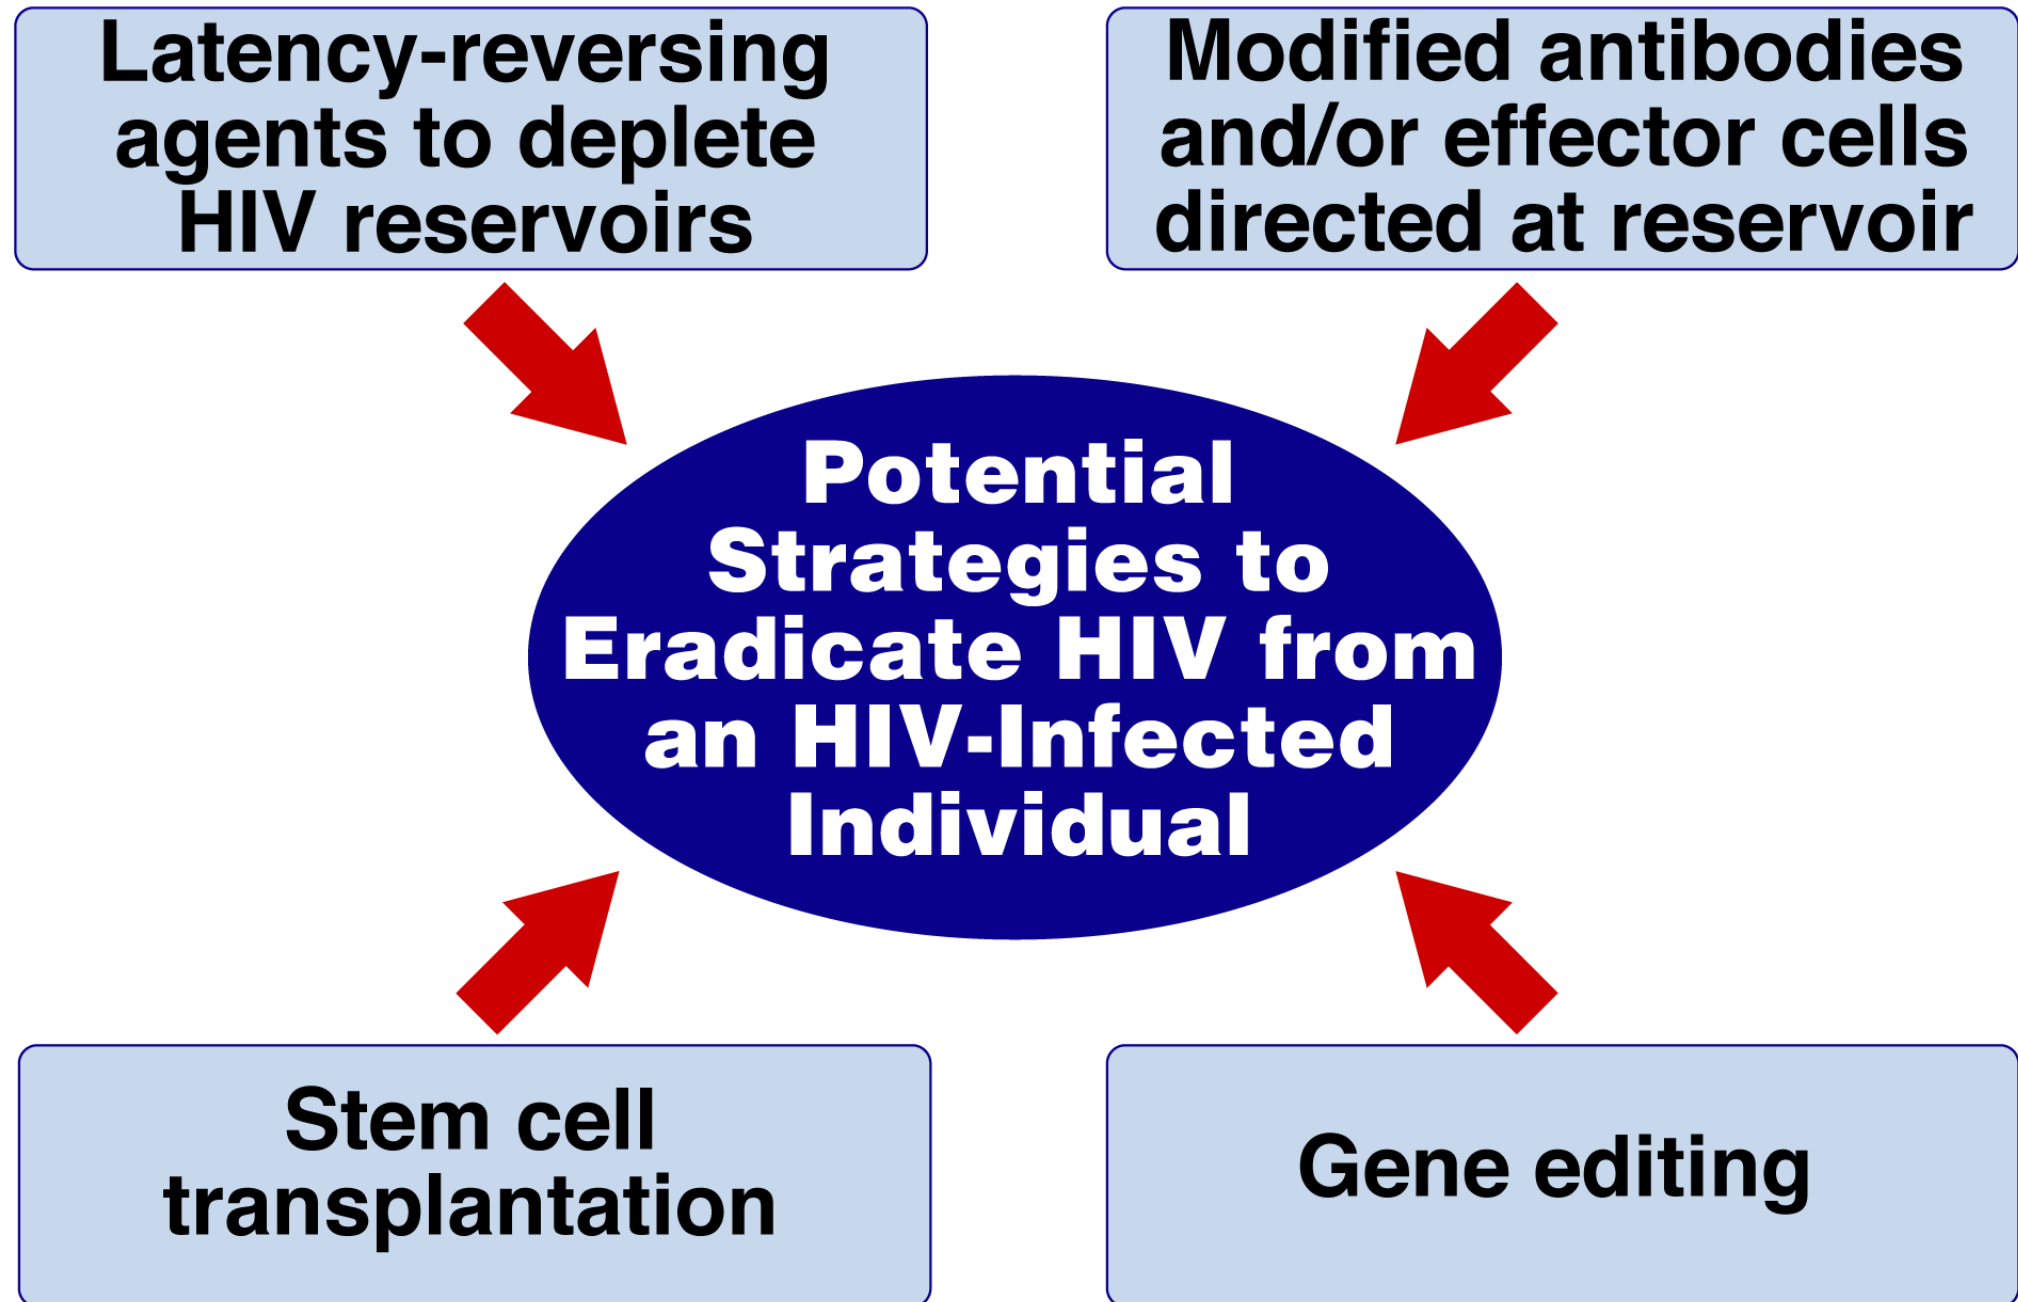 Latency-reversing
agents to deplete
HIV reservoirs
Modified antibodies
and/or effector cells
directed at reservoir
Potential
Strategies to
Eradicate HIV from
an HIV-Infected
Individual
Stem cell
transplantation
Gene editing